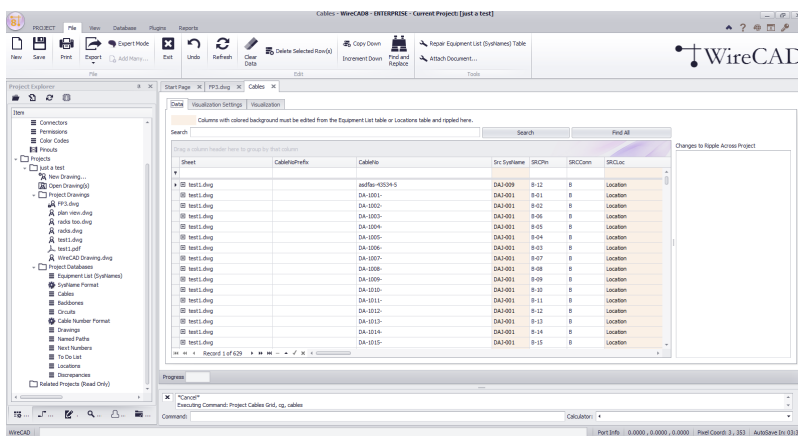 Cables - WireCAD8 - ENTERPRISE - Current Project: [just a test]
PROJECT File View Database Plugins Reports
New Save Print Export Expert Mode Add Manu... Exit Undo Refresh Clear Data Delete Selected Row(s) Copy Down Increment Down Find and Replace Repair Equipment List (SysNames) Table Attach Document...
WireCAD
File Edit Tools
Project Explorer
Start Page FP3.dwg Cables
Data Visualization Settings Visualization
Item
Connectors
Permissions
Color Codes
Pinouts
Projects
just a test
New Drawing...
Open Drawing(s)
Project Drawings
FP3.dwg
plan view.dwg
racks too.dwg
racks.dwg
test1.dwg
test1.pdf
WireCAD Drawing.dwg
Project Databases
Equipment List (SysNames)
SysName Format
Cables
Backbones
Circuits
Cable Number Format
Drawings
Named Paths
Next Numbers
To Do List
Locations
Discrepancies
Related Projects (Read Only)
Columns with colored background must be edited from the Equipment List table or Locations table and rippled here.
Search Search Find All
Changes to Ripple Across Project
Drag a column header here to group by that column
Sheet CableNoPrefix CableNo Src SysName SRCPin SRCConn SRCLoc
test1.dwg asdfas-43534-5 DAJ-009 B-12 B Location
test1.dwg DA-1001- DAJ-001 B-01 B Location
test1.dwg DA-1002- DAJ-001 B-02 B Location
test1.dwg DA-1003- DAJ-001 B-06 B Location
test1.dwg DA-1004- DAJ-001 B-05 B Location
test1.dwg DA-1005- DAJ-001 B-04 B Location
test1.dwg DA-1006- DAJ-001 B-03 B Location
test1.dwg DA-1007- DAJ-001 B-07 B Location
test1.dwg DA-1008- DAJ-001 B-08 B Location
test1.dwg DA-1009- DAJ-001 B-09 B Location
test1.dwg DA-1010- DAJ-001 B-10 B Location
test1.dwg DA-1011- DAJ-001 B-11 B Location
test1.dwg DA-1012- DAJ-001 B-12 B Location
test1.dwg DA-1013- DAJ-001 B-13 B Location
test1.dwg DA-1014- DAJ-001 B-14 B Location
test1.dwg DA-1015- DAJ-001 B-15 B Location
Record 1 of 629
Progress
*Cancel*
Executing Command: Project Cables Grid, cg, cables
Command: Calculator:
WireCAD Port Info 0.0000 , 0.0000 , 0.0000 Pixel Coord: 3 , 353 AutoSave In: 03: